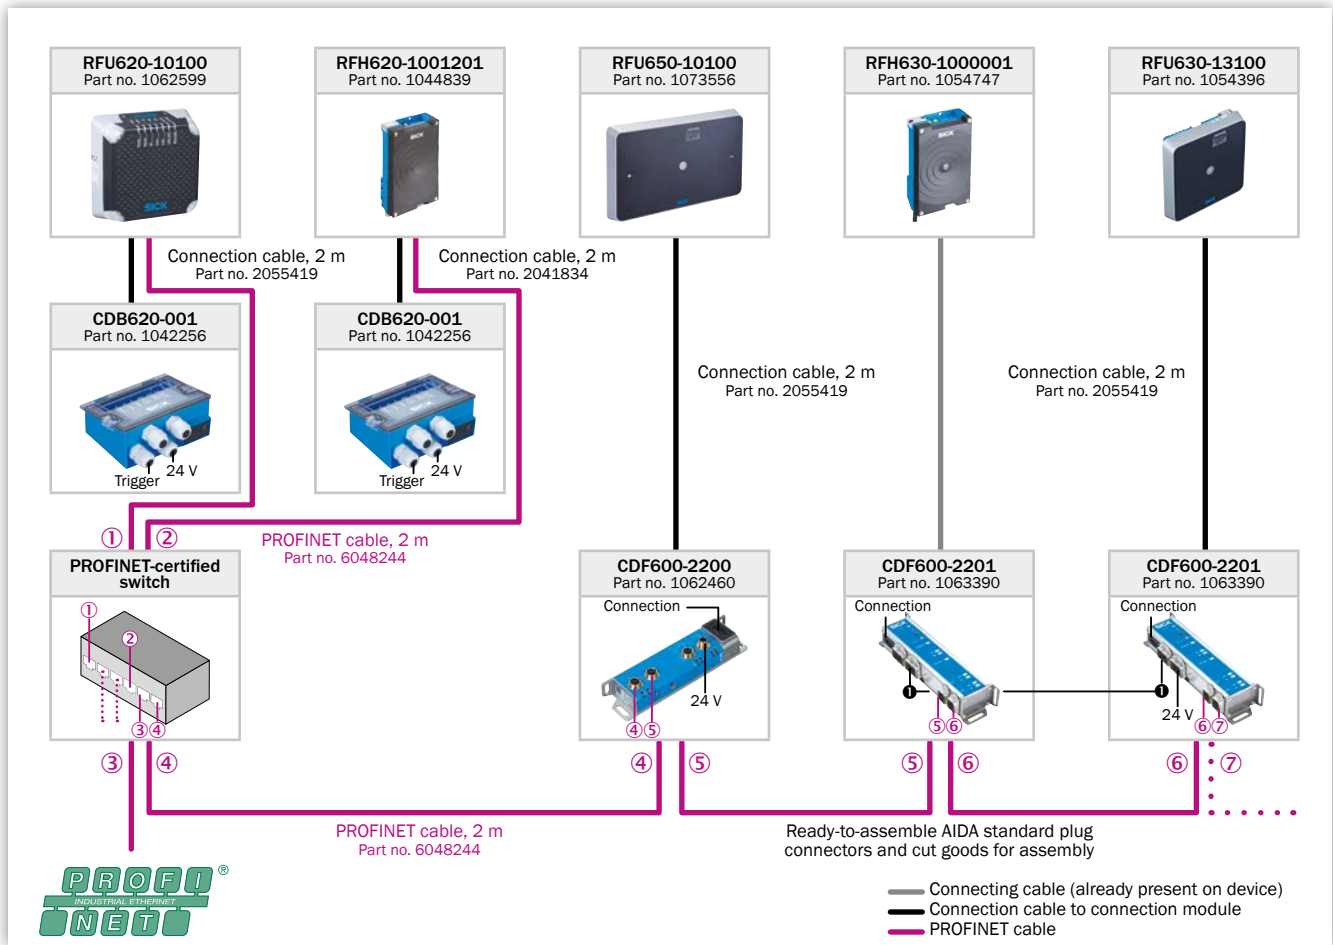 RFU620-10100
Part no. 1062599
RFH620-1001201
Part no. 1044839
RFU650-10100
Part no. 1073556
RFH630-1000001
Part no. 1054747
RFU630-13100
Part no. 1054396
SICK
SICK
SICK
Connection cable, 2 m
Part no. 2055419
Connection cable, 2 m
Part no. 2041834
CDB620-001
Part no. 1042256
CDB620-001
Part no. 1042256
SICK
SICK
Trigger
24 V
Trigger
24 V
Connection cable, 2 m
Part no. 2055419
Connection cable, 2 m
Part no. 2055419
① ②
PROFINET cable, 2 m
Part no. 6048244
PROFINET-certified
switch
①
②
③④
CDF600-2200
Part no. 1062460
Connection
24 V
④⑤
CDF600-2201
Part no. 1063390
Connection
❶
⑤⑥
CDF600-2201
Part no. 1063390
Connection
❶
24 V
⑥⑦
③ ④
④ ⑤
⑤ ⑥
⑥ ⑦
PROFINET cable, 2 m
Part no. 6048244
Ready-to-assemble AIDA standard plug
connectors and cut goods for assembly
PROFI
INDUSTRIAL ETHERNET
NET
®
Connecting cable (already present on device)
Connection cable to connection module
PROFINET cable